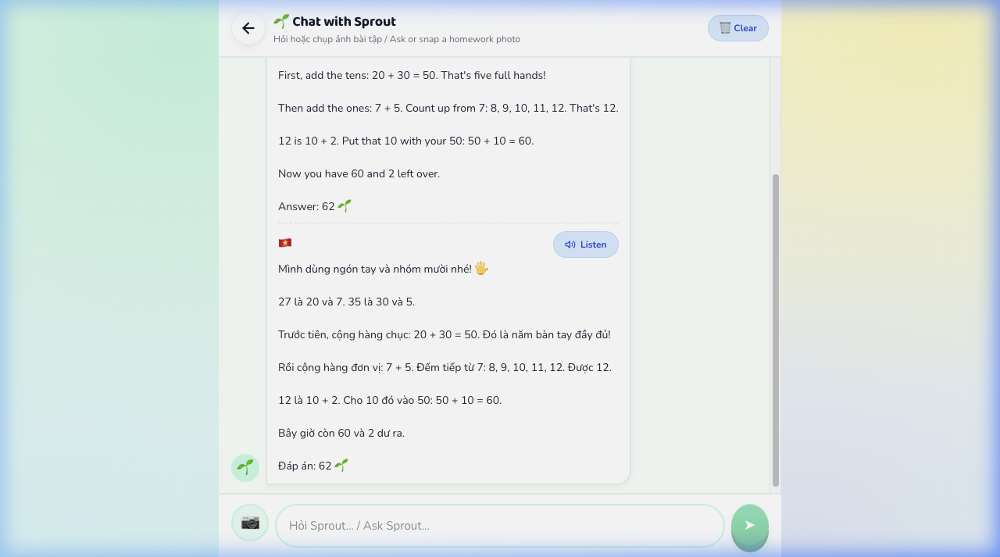 🌱 Chat with Sprout
Hỏi hoặc chụp ảnh bài tập / Ask or snap a homework photo
🗑️ Clear
First, add the tens: 20 + 30 = 50. That's five full hands!
Then add the ones: 7 + 5. Count up from 7: 8, 9, 10, 11, 12. That's 12.
12 is 10 + 2. Put that 10 with your 50: 50 + 10 = 60.
Now you have 60 and 2 left over.
Answer: 62 🌱
🇻🇳
Listen
Mình dùng ngón tay và nhóm mười nhé! 🖐️
27 là 20 và 7. 35 là 30 và 5.
Trước tiên, cộng hàng chục: 20 + 30 = 50. Đó là năm bàn tay đầy đủ!
Rồi cộng hàng đơn vị: 7 + 5. Đếm tiếp từ 7: 8, 9, 10, 11, 12. Được 12.
12 là 10 + 2. Cho 10 đó vào 50: 50 + 10 = 60.
Bây giờ còn 60 và 2 dư ra.
Đáp án: 62 🌱
Hỏi Sprout... / Ask Sprout...